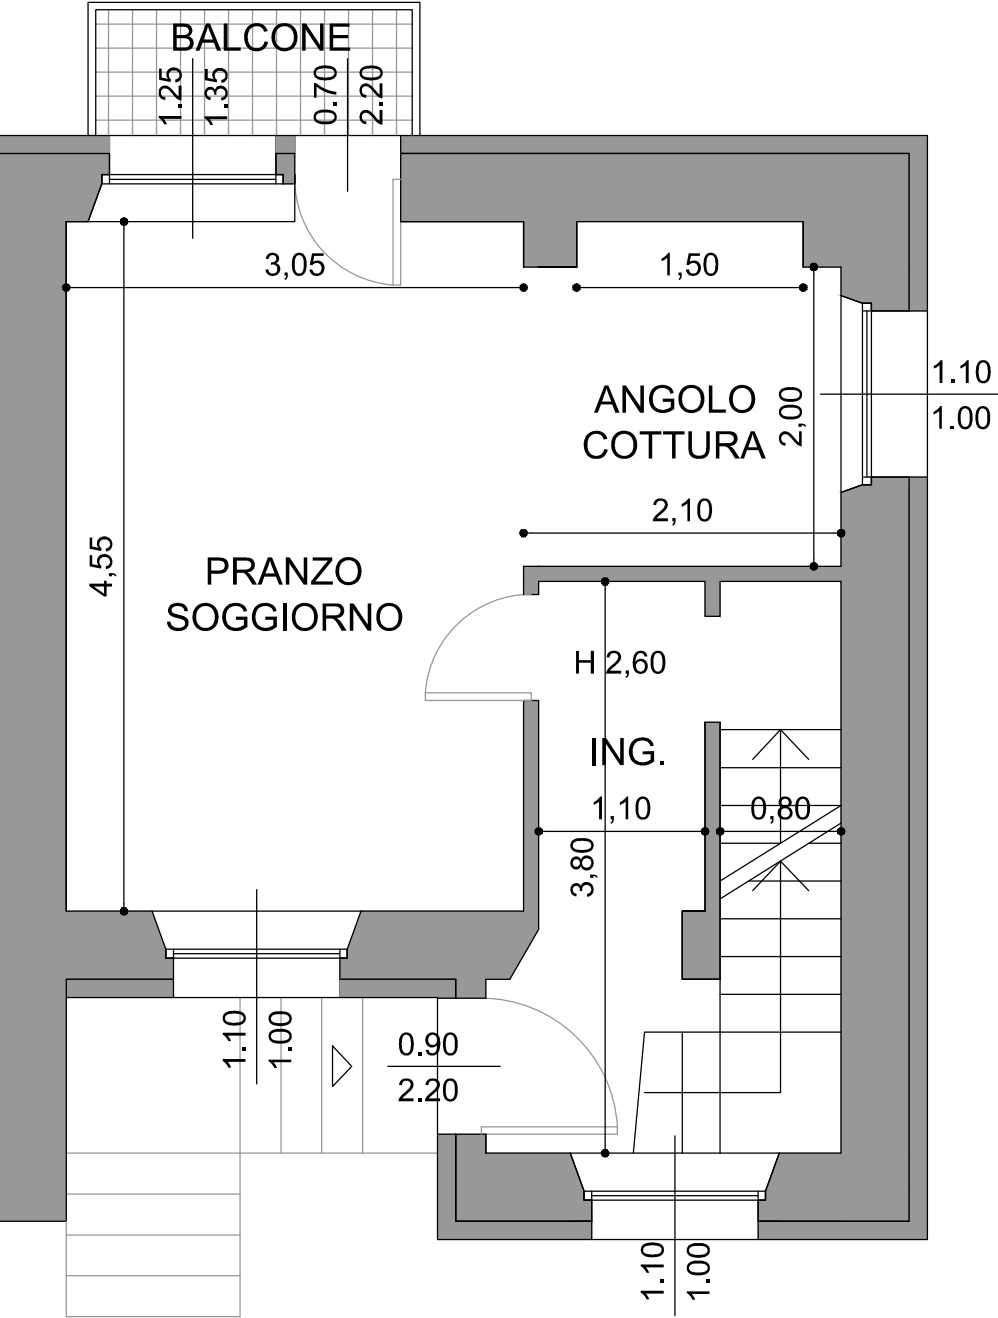 BALCONE
1.25
1.35
0.70
2.20
3,05
1,50
1.10
1.00
ANGOLO
COTTURA
2,00
2,10
4,55
PRANZO
SOGGIORNO
H 2,60
ING.
1,10
0,80
3,80
1.10
1.00
0.90
2.20
1.10
1.00